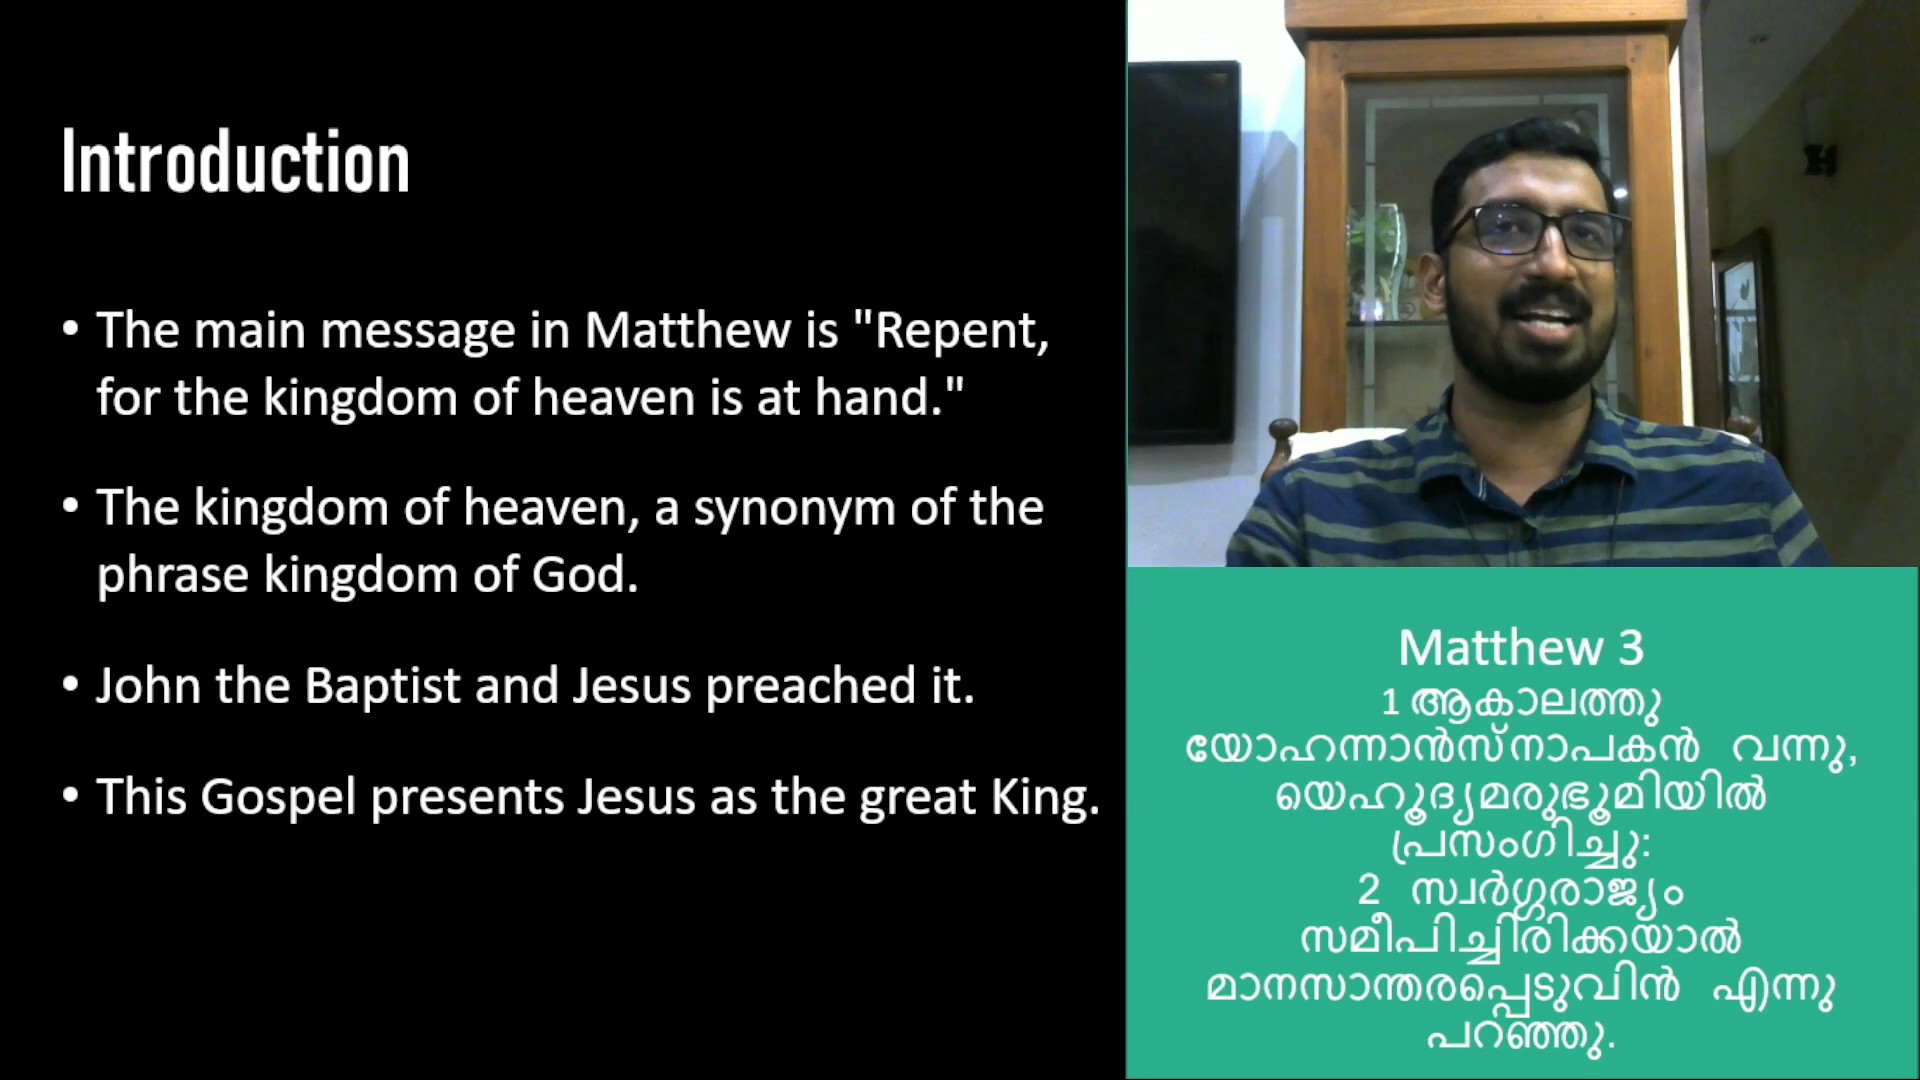 Introduction
• The main message in Matthew is "Repent,
for the kingdom of heaven is at hand."
• The kingdom of heaven, a synonym of the
phrase kingdom of God.
• John the Baptist and Jesus preached it.
• This Gospel presents Jesus as the great King.
Matthew 3
1 ആകാലത്തു
യോഹന്നാൻസ്നാപകൻ വന്നു,
യെഹൂദ്യമരുഭൂമിയിൽ
പ്രസംഗിച്ചു:
2 സ്വർഗ്ഗരാജ്യം
സമീപിച്ചിരിക്കയാൽ
മാനസാന്തരപ്പെടുവിൻ എന്നു
പറഞ്ഞു.